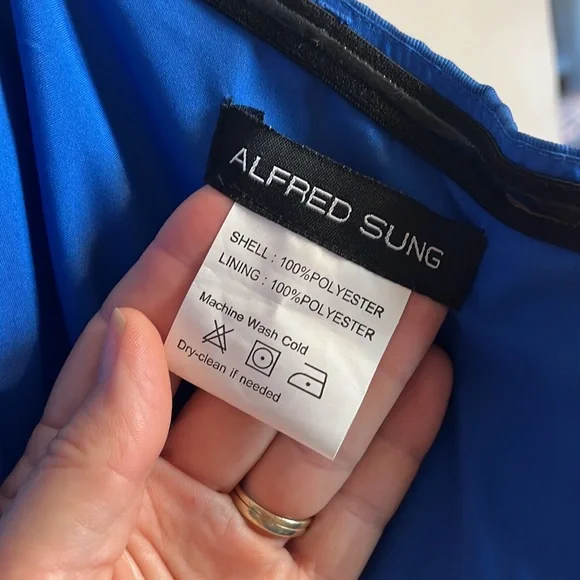 ALFRED SUNG
SHELL : 100%POLYESTER
LINING : 100%POLYESTER
Machine Wash Cold
Dry-clean if needed